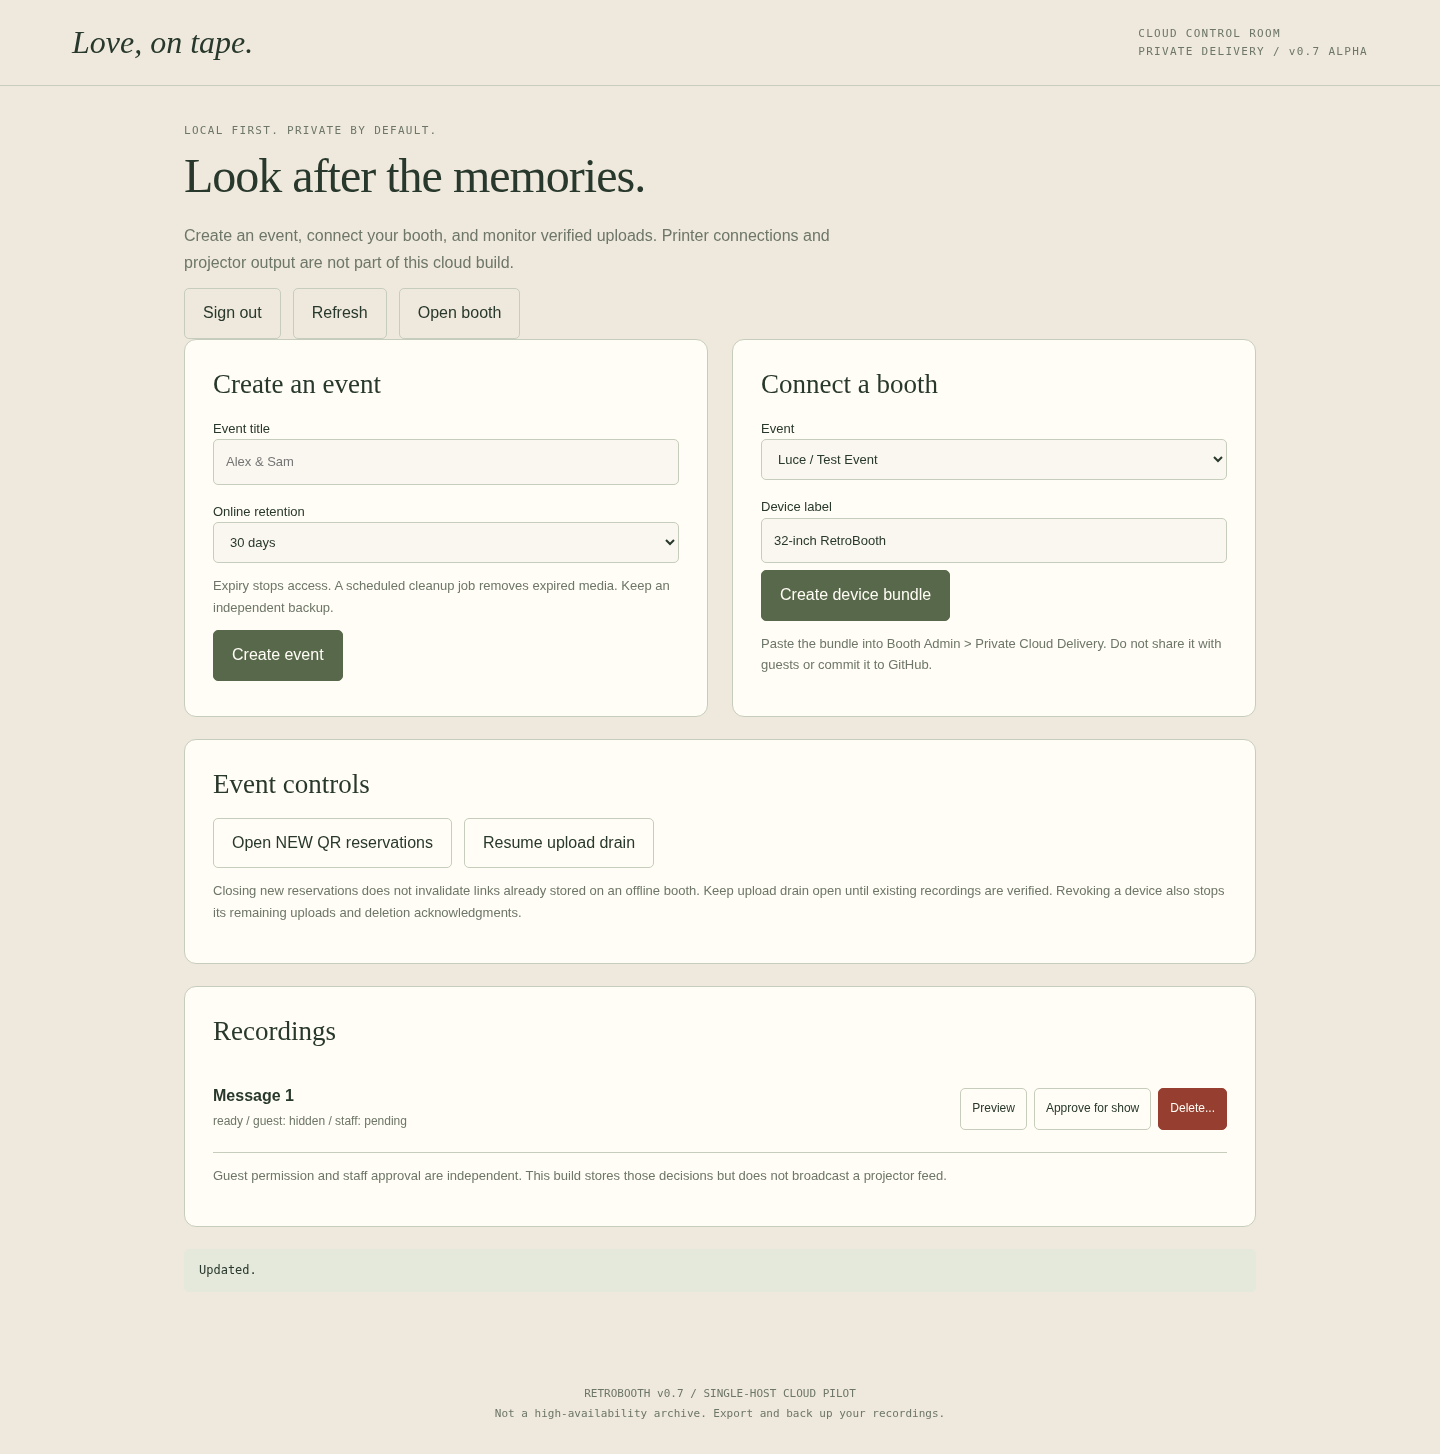 Love, on tape.
CLOUD CONTROL ROOM
PRIVATE DELIVERY / v0.7 ALPHA
LOCAL FIRST. PRIVATE BY DEFAULT.
Look after the memories.
Create an event, connect your booth, and monitor verified uploads. Printer connections and
projector output are not part of this cloud build.
Sign out
Refresh
Open booth
Create an event
Event title
Alex & Sam
Online retention
30 days
Expiry stops access. A scheduled cleanup job removes expired media. Keep an
independent backup.
Create event
Connect a booth
Event
Luce / Test Event
Device label
32-inch RetroBooth
Create device bundle
Paste the bundle into Booth Admin > Private Cloud Delivery. Do not share it with
guests or commit it to GitHub.
Event controls
Open NEW QR reservations
Resume upload drain
Closing new reservations does not invalidate links already stored on an offline booth. Keep upload drain open until existing recordings are verified. Revoking a device also stops
its remaining uploads and deletion acknowledgments.
Recordings
Message 1
ready / guest: hidden / staff: pending
Preview
Approve for show
Delete...
Guest permission and staff approval are independent. This build stores those decisions but does not broadcast a projector feed.
Updated.
RETROBOOTH v0.7 / SINGLE-HOST CLOUD PILOT
Not a high-availability archive. Export and back up your recordings.